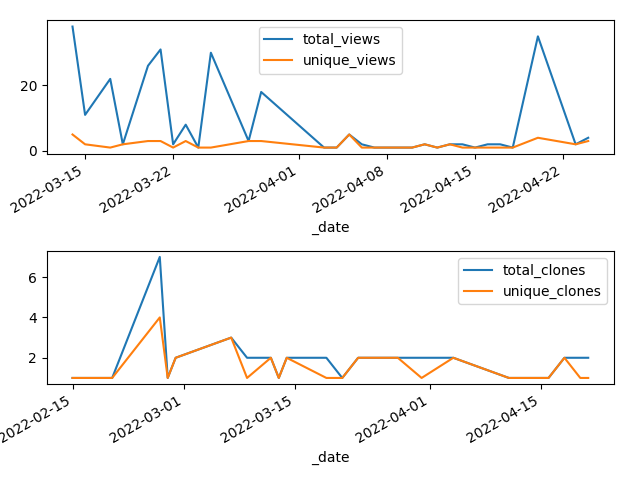 total_views
unique_views
20
0
2022-03-15
2022-03-22
2022-04-01
2022-04-08
2022-04-15
2022-04-22
_date
total_clones
unique_clones
6
4
2
2022-02-15
2022-03-01
2022-03-15
2022-04-01
2022-04-15
_date